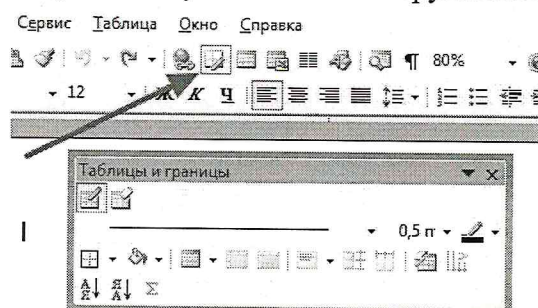 Сервис Таблица Окно Справка
¶ 80%
12 Ж К Ч
Таблицы и границы
0,5 п
А Я Я А Σ